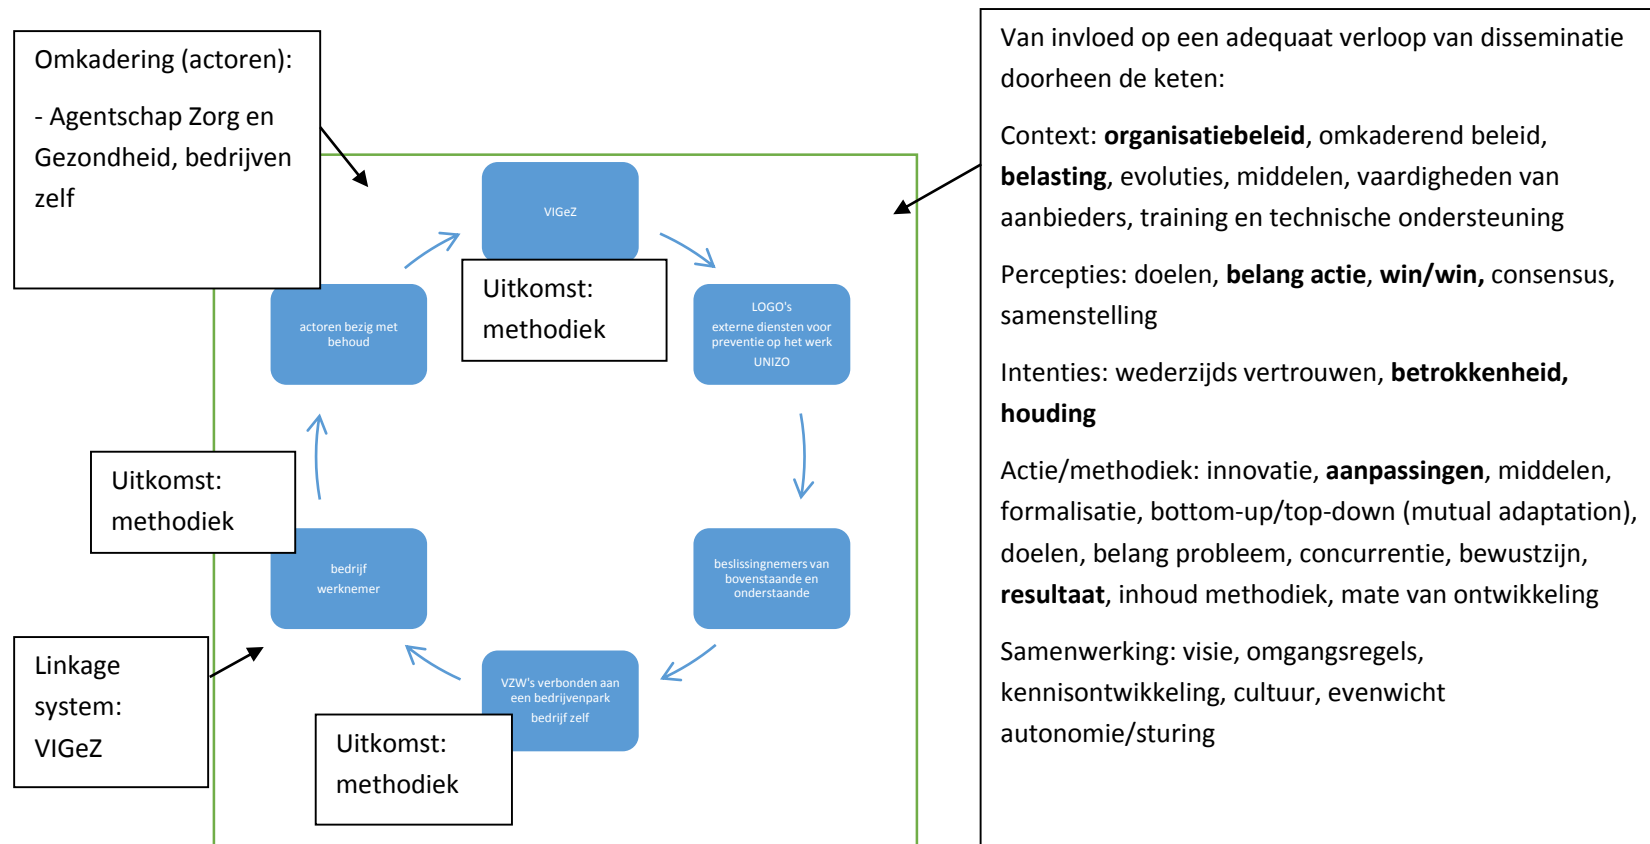 Omkadering (actoren):
- Agentschap Zorg en
Gezondheid, bedrijven
zelf
VIGeZ
Uitkomst:
methodiek
LOGO's
externe diensten voor
preventie op het werk
UNIZO
beslissingnemers van
bovenstaande en
onderstaande
VZW's verbonden aan
een bedrijvenpark
bedrijf zelf
Uitkomst:
methodiek
bedrijf
werknemer
Uitkomst:
methodiek
actoren bezig met
behoud
Linkage
system:
VIGeZ
Van invloed op een adequaat verloop van disseminatie
doorheen de keten:
Context: organisatiebeleid, omkaderend beleid,
belasting, evoluties, middelen, vaardigheden van
aanbieders, training en technische ondersteuning
Percepties: doelen, belang actie, win/win, consensus,
samenstelling
Intenties: wederzijds vertrouwen, betrokkenheid,
houding
Actie/methodiek: innovatie, aanpassingen, middelen,
formalisatie, bottom-up/top-down (mutual adaptation),
doelen, belang probleem, concurrentie, bewustzijn,
resultaat, inhoud methodiek, mate van ontwikkeling
Samenwerking: visie, omgangsregels,
kennisontwikkeling, cultuur, evenwicht
autonomie/sturing